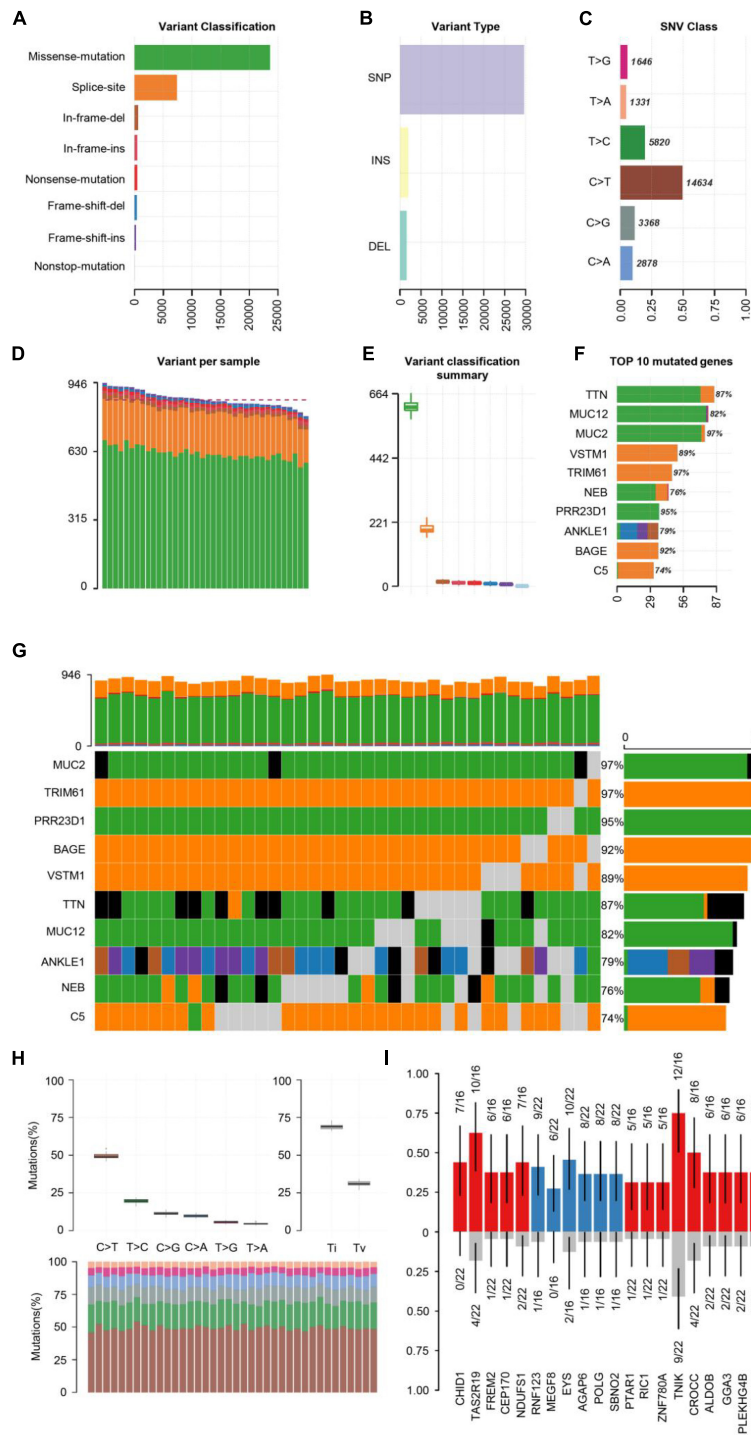 A
Variant Classification
Missense-mutation
Splice-site
In-frame-del
In-frame-ins
Nonsense-mutation
Frame-shift-del
Frame-shift-ins
Nonstop-mutation
0
5000
10000
15000
20000
25000
B
Variant Type
SNP
INS
DEL
0
5000
10000
15000
20000
25000
30000
C
SNV Class
T>G 1646
T>A 1331
T>C 5820
C>T 14634
C>G 3368
C>A 2878
0.00
0.25
0.50
0.75
1.00
D
Variant per sample
946
630
315
0
E
Variant classification
summary
664
442
221
0
F
TOP 10 mutated genes
TTN 87%
MUC12 82%
MUC2 97%
VSTM1 89%
TRIM61 97%
NEB 76%
PRR23D1 95%
ANKLE1 79%
BAGE 92%
C5 74%
0
29
56
87
G
946
0
0
MUC2 97%
TRIM61 97%
PRR23D1 95%
BAGE 92%
VSTM1 89%
TTN 87%
MUC12 82%
ANKLE1 79%
NEB 76%
C5 74%
H
Mutations(%)
100
75
50
25
0
C>T T>C C>G C>A T>G T>A
100
75
50
25
0
Ti Tv
Mutations(%)
100
75
50
25
0
I
1.00
0.75
0.50
0.25
0
0.25
0.50
0.75
1.00
7/16
10/16
6/16
6/16
7/16
9/22
6/22
10/22
8/22
8/22
8/22
5/16
5/16
5/16
12/16
8/16
6/16
6/16
6/16
0/22
4/22
1/22
1/22
2/22
1/16
0/16
2/16
1/16
1/16
1/16
1/22
1/22
1/22
9/22
4/22
2/22
2/22
2/22
CHID1
TAS2R19
FREM2
CEP170
NDUFS1
RNF123
MEGF8
EYS
AGAP6
POLG
SBNO2
PTAR1
RIC1
ZNF780A
TNIK
CROCC
ALDOB
GGA3
PLEKHG4B